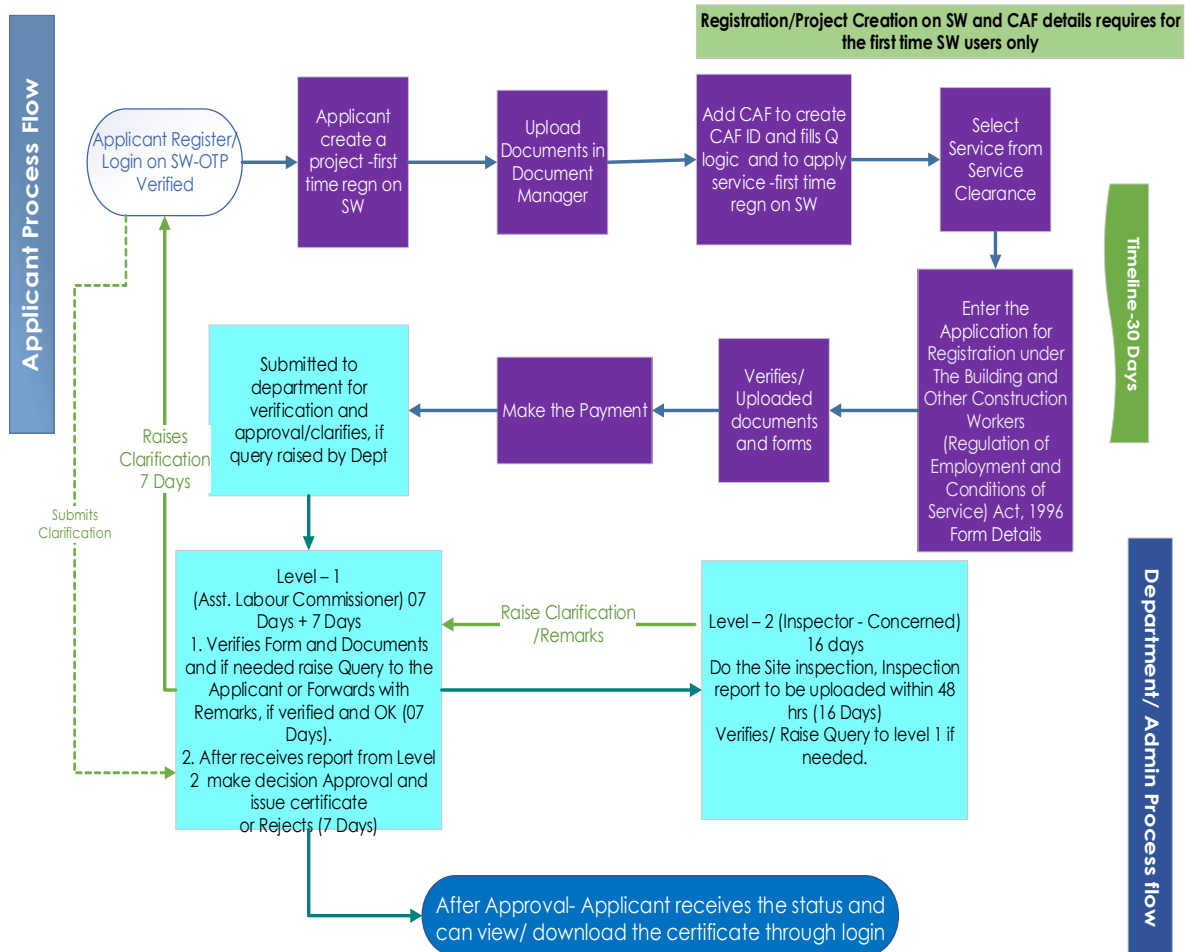 Registration/Project Creation on SW and CAF details requires for
the first time SW users only
Applicant Process Flow
Applicant Register/
Login on SW-OTP
Verified
Applicant
create a
project -first
time regn on
SW
Upload
Documents in
Document
Manager
Add CAF to create
CAF ID and fills Q
logic and to apply
service -first time
regn on SW
Select
Service from
Service
Clearance
Timeline-30 Days
Enter the
Application for
Registration under
The Building and
Other Construction
Workers
(Regulation of
Employment and
Conditions of
Service) Act, 1996
Form Details
Verifies/
Uploaded
documents
and forms
Make the Payment
Submitted to
department for
verification and
approval/clarifies, if
query raised by Dept
Raises
Clarification
7 Days
Submits
Clarification
Level – 1
(Asst. Labour Commissioner) 07
Days + 7 Days
1. Verifies Form and Documents
and if needed raise Query to the
Applicant or Forwards with
Remarks, if verified and OK (07
Days).
2. After receives report from Level
2 make decision Approval and
issue certificate
or Rejects (7 Days)
Raise Clarification
/Remarks
Level – 2 (Inspector - Concerned)
16 days
Do the Site inspection, Inspection
report to be uploaded within 48
hrs (16 Days)
Verifies/ Raise Query to level 1 if
needed.
Department/ Admin Process flow
After Approval- Applicant receives the status and
can view/ download the certificate through login